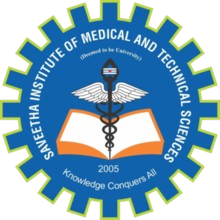 SAVEETHA INSTITUTE OF MEDICAL AND TECHNICAL SCIENCES
(Deemed to be University)
2005
Knowledge Conquers All